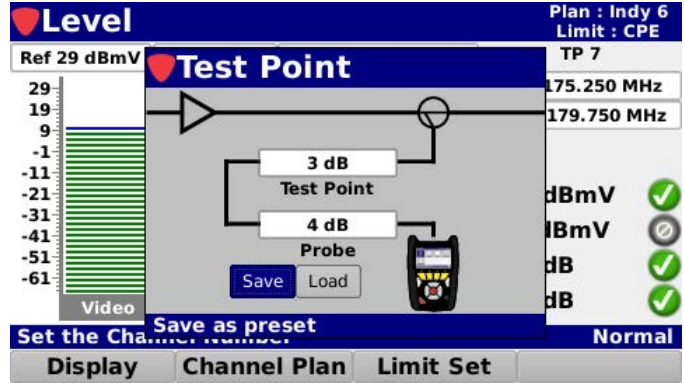 Level
Plan : Indy 6
Limit : CPE
Ref 29 dBmV
TP 7
Test Point
175.250 MHz
179.750 MHz
29
19
9
-1
-11
-21
-31
-41
-51
-61
3 dB
Test Point
4 dB
Probe
Save
Load
dBmV
dBmV
dB
dB
Video
Save as preset
Set the Channel Number
Normal
Display
Channel Plan
Limit Set